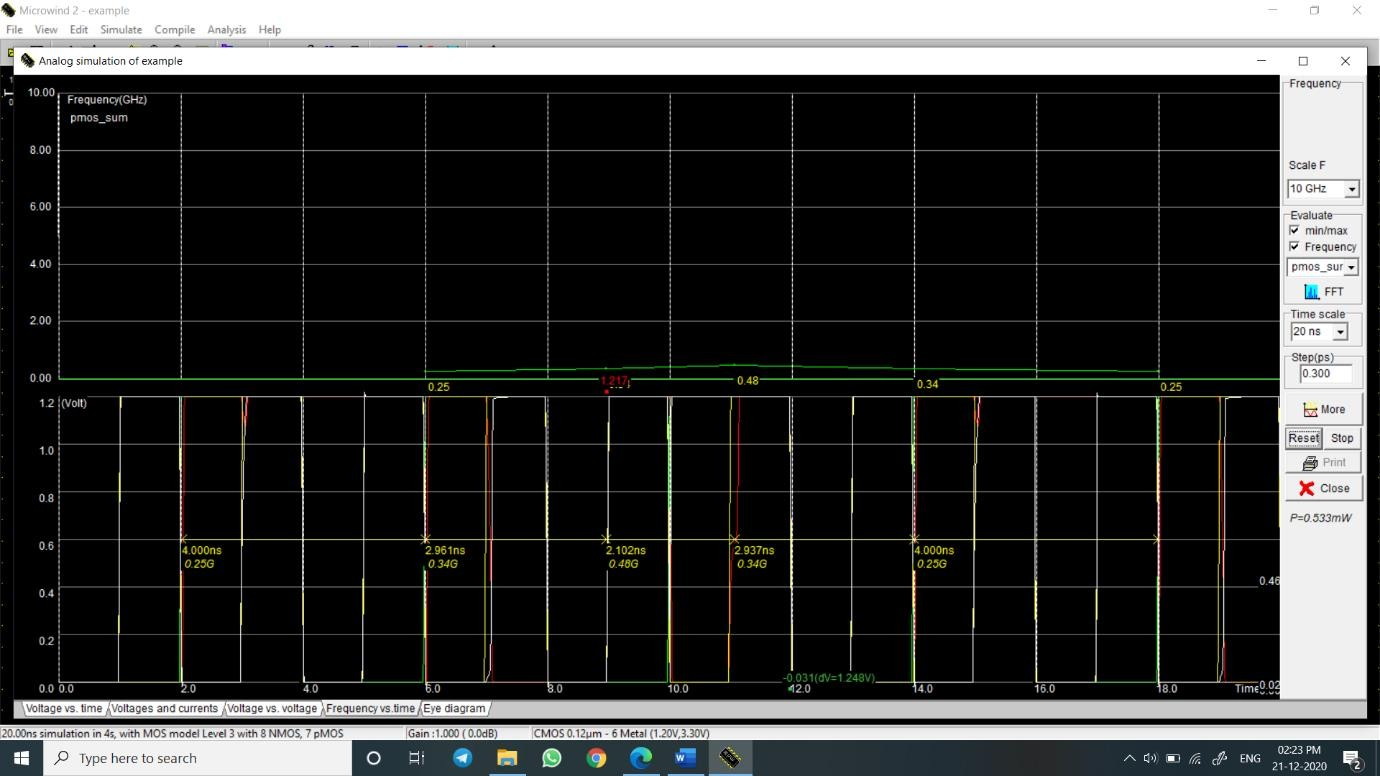 Microwind 2 - example
File View Edit Simulate Compile Analysis Help
Analog simulation of example
10.00
Frequency(GHz)
pmos_sum
8.00
6.00
4.00
2.00
0.00
0.25
1.217
0.48
0.34
0.25
1.2 (Volt)
1.0
0.8
0.6
0.4
0.2
0.0
4.000ns
0.25G
2.961ns
0.34G
2.102ns
0.48G
2.937ns
0.34G
4.000ns
0.25G
0.46
-0.031(dV=1.248V)
0.0 2.0 4.0 6.0 8.0 10.0 12.0 14.0 16.0 18.0
Frequency
Scale F
10 GHz
Evaluate
min/max
Frequency
pmos_sur
FFT
Time scale
20 ns
Step(ps)
0.300
More
Reset Stop
Print
Close
P=0.533mW
Voltage vs. time Voltages and currents Voltage vs. voltage Frequency vs.time Eye diagram
20.00ns simulation in 4s, with MOS model Level 3 with 8 NMOS, 7 pMOS Gain :1.000 ( 0.0dB) CMOS 0.12µm - 6 Metal (1.20V,3.30V)
Type here to search
ENG
02:23 PM
21-12-2020
2